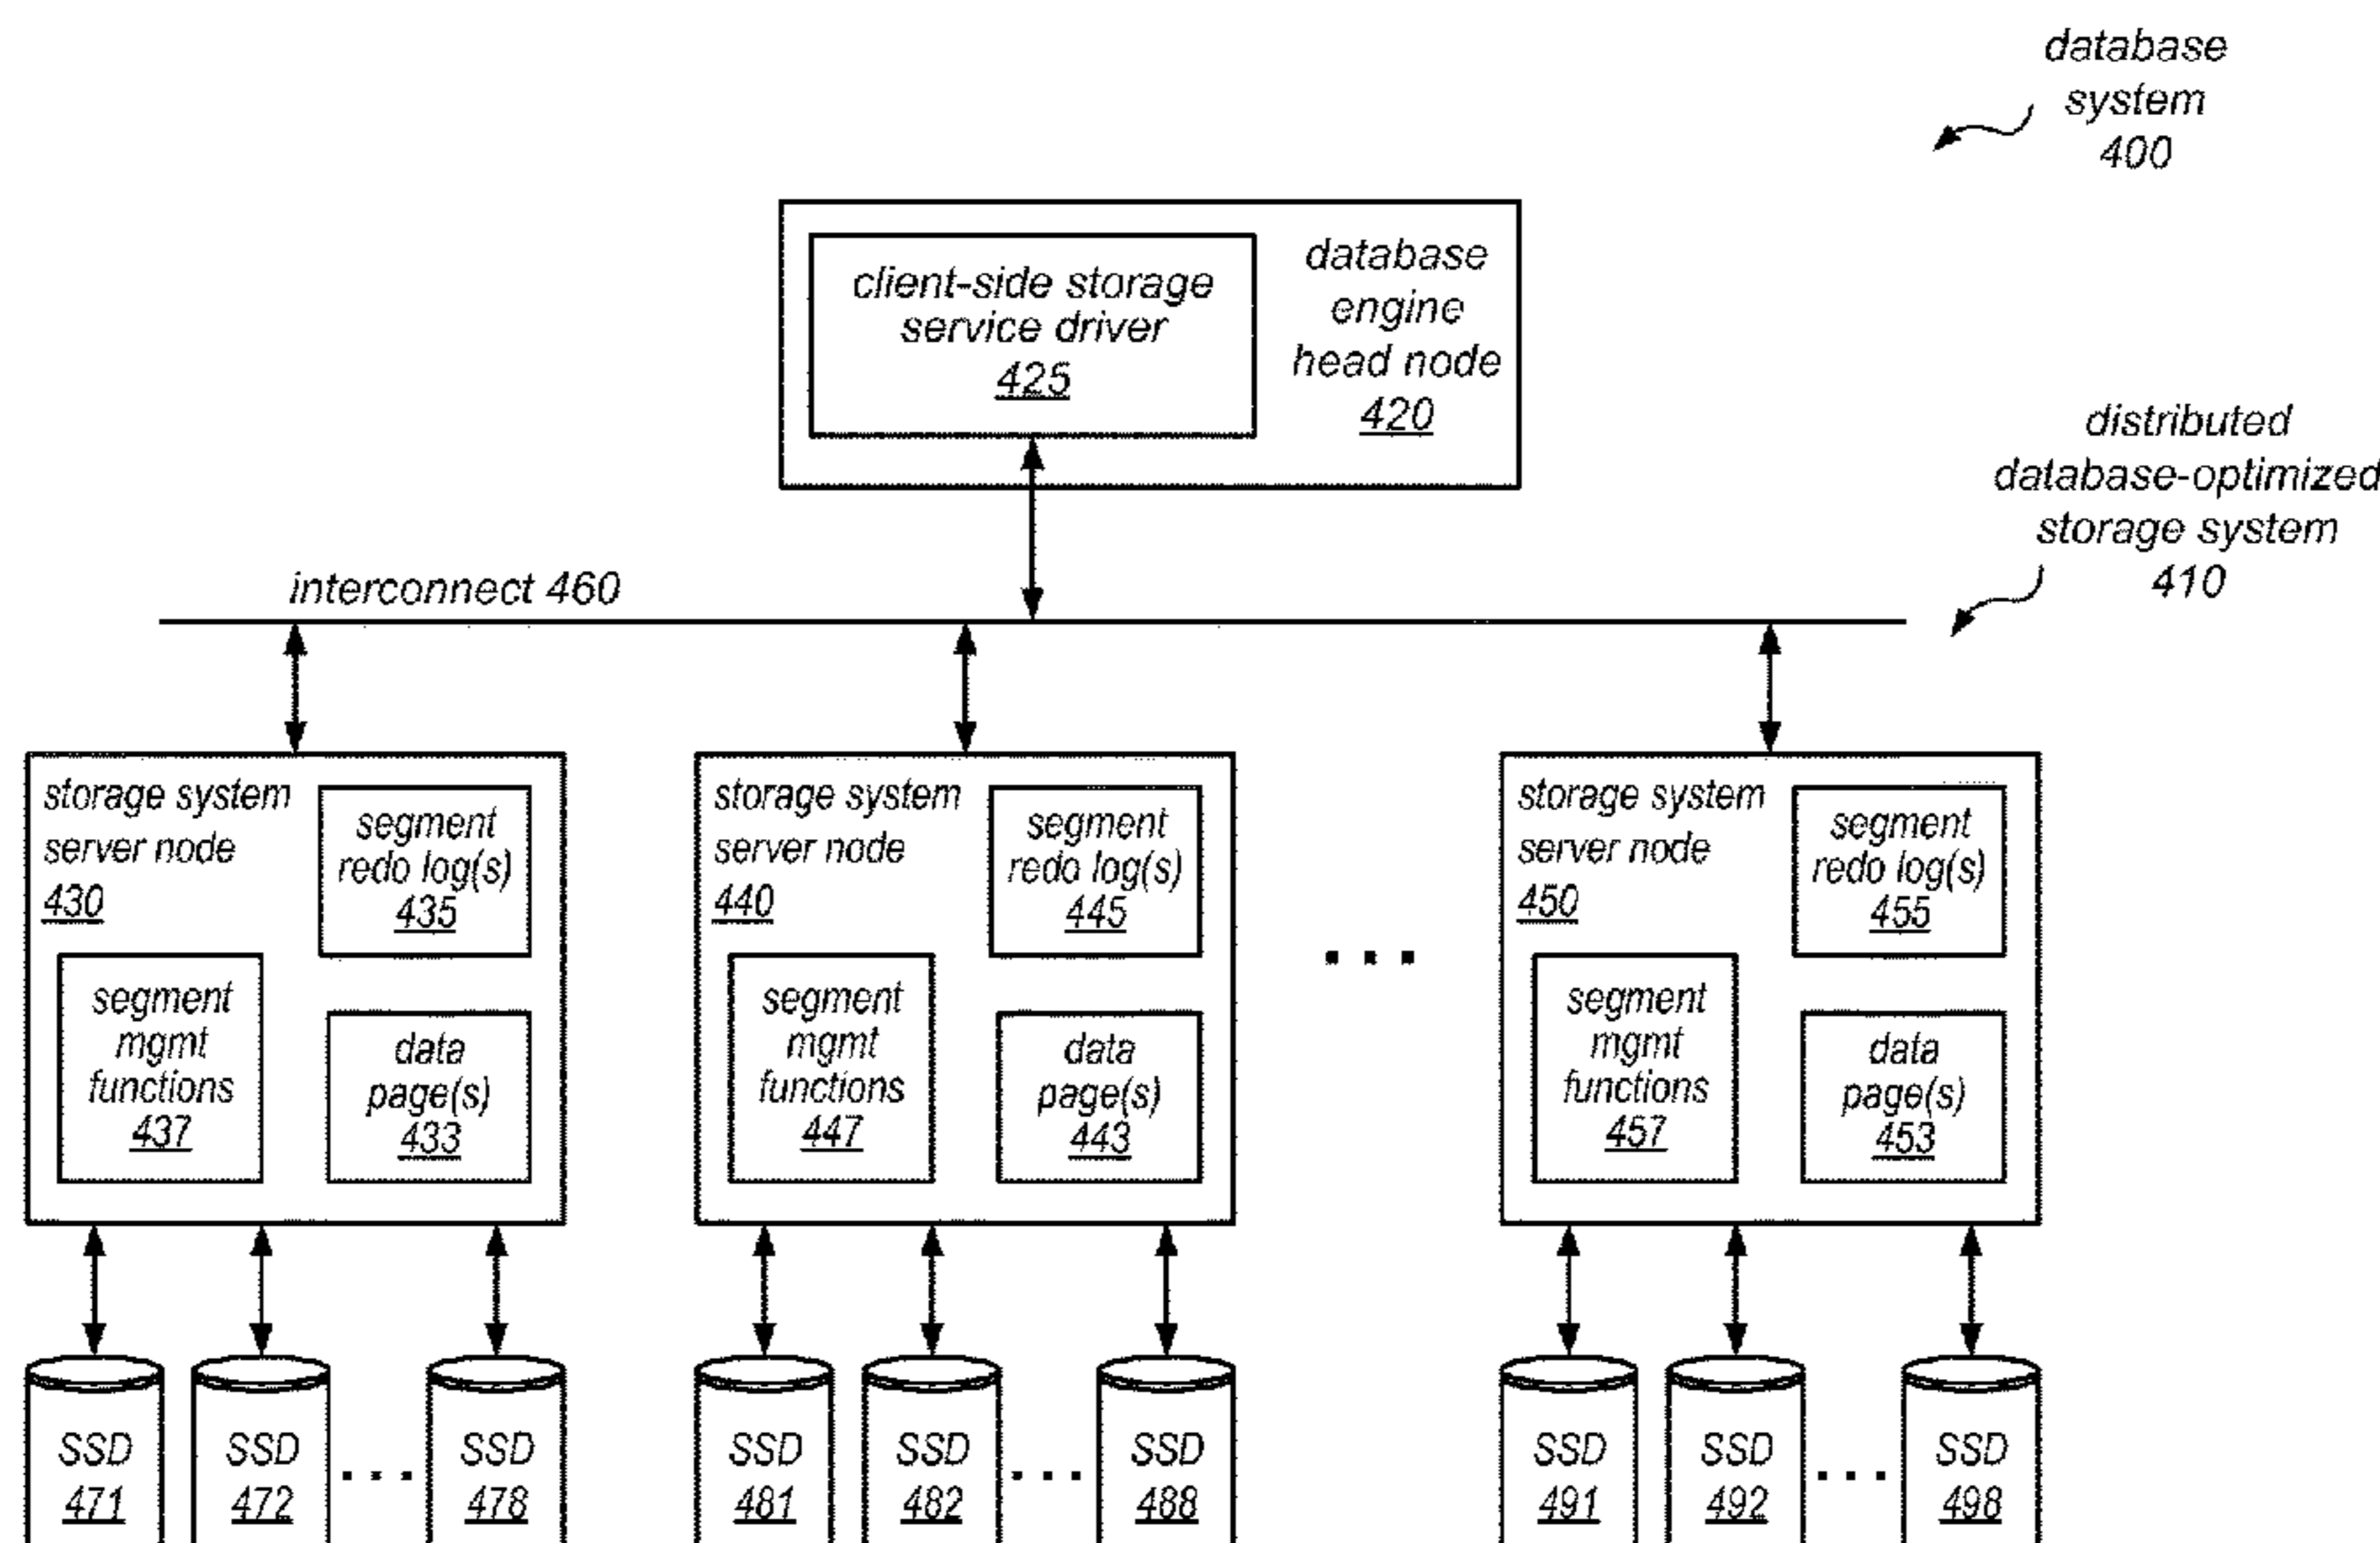 database
system
400
client-side storage
service driver
425
database
engine
head node
420
distributed
database-optimized
storage system
410
interconnect 460
storage system
server node
430
segment
redo log(s)
435
segment
mgmt
functions
437
data
page(s)
433
storage system
server node
440
segment
redo log(s)
445
segment
mgmt
functions
447
data
page(s)
443
. . .
storage system
server node
450
segment
redo log(s)
455
segment
mgmt
functions
457
data
page(s)
453
SSD
471
SSD
472
. . .
SSD
478
SSD
481
SSD
482
. . .
SSD
488
SSD
491
SSD
492
. . .
SSD
498